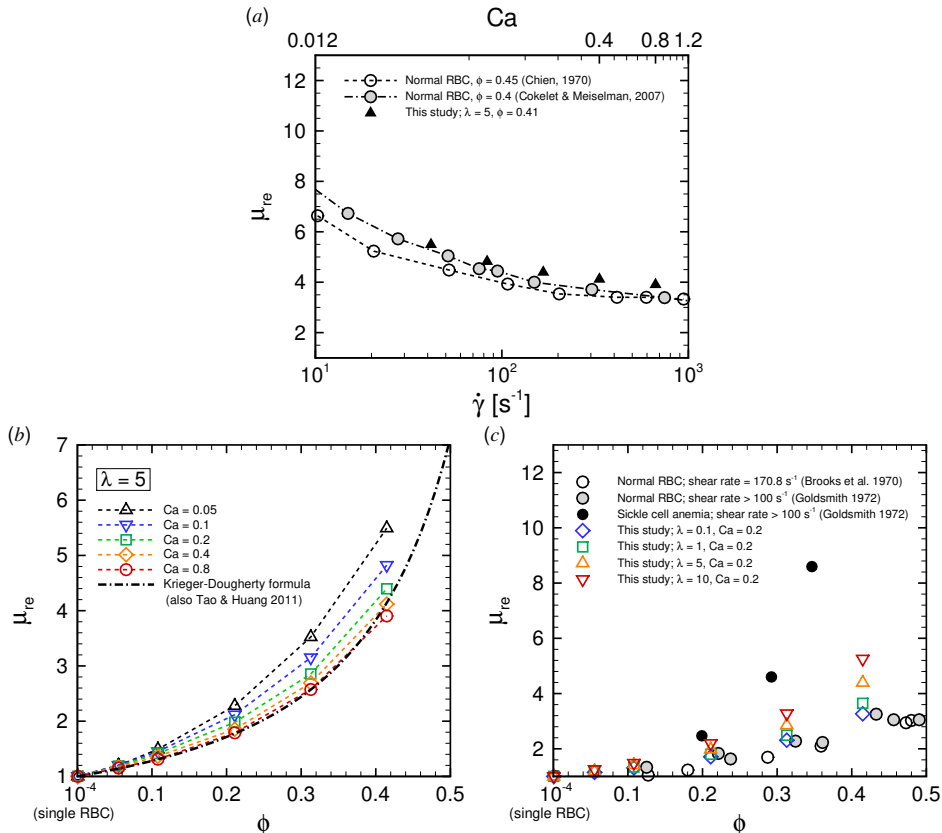 (a)
Ca
0.012 0.4 0.8 1.2
12
10
8
6
4
2
μre
Normal RBC, ϕ = 0.45 (Chien, 1970)
Normal RBC, ϕ = 0.4 (Cokelet & Meiselman, 2007)
This study; λ = 5, ϕ = 0.41
10¹ 10² 10³
γ̇ [s⁻¹]
(b)
7
6
5
4
3
2
1
μre
λ = 5
Ca = 0.05
Ca = 0.1
Ca = 0.2
Ca = 0.4
Ca = 0.8
Krieger-Dougherty formula
(also Tao & Huang 2011)
10⁻⁴ 0.1 0.2 0.3 0.4 0.5
(single RBC)
ϕ
(c)
12
10
8
6
4
2
μre
Normal RBC; shear rate = 170.8 s⁻¹ (Brooks et al. 1970)
Normal RBC; shear rate > 100 s⁻¹ (Goldsmith 1972)
Sickle cell anemia; shear rate > 100 s⁻¹ (Goldsmith 1972)
This study; λ = 0.1, Ca = 0.2
This study; λ = 1, Ca = 0.2
This study; λ = 5, Ca = 0.2
This study; λ = 10, Ca = 0.2
10⁻⁴ 0.1 0.2 0.3 0.4 0.5
(single RBC)
ϕ